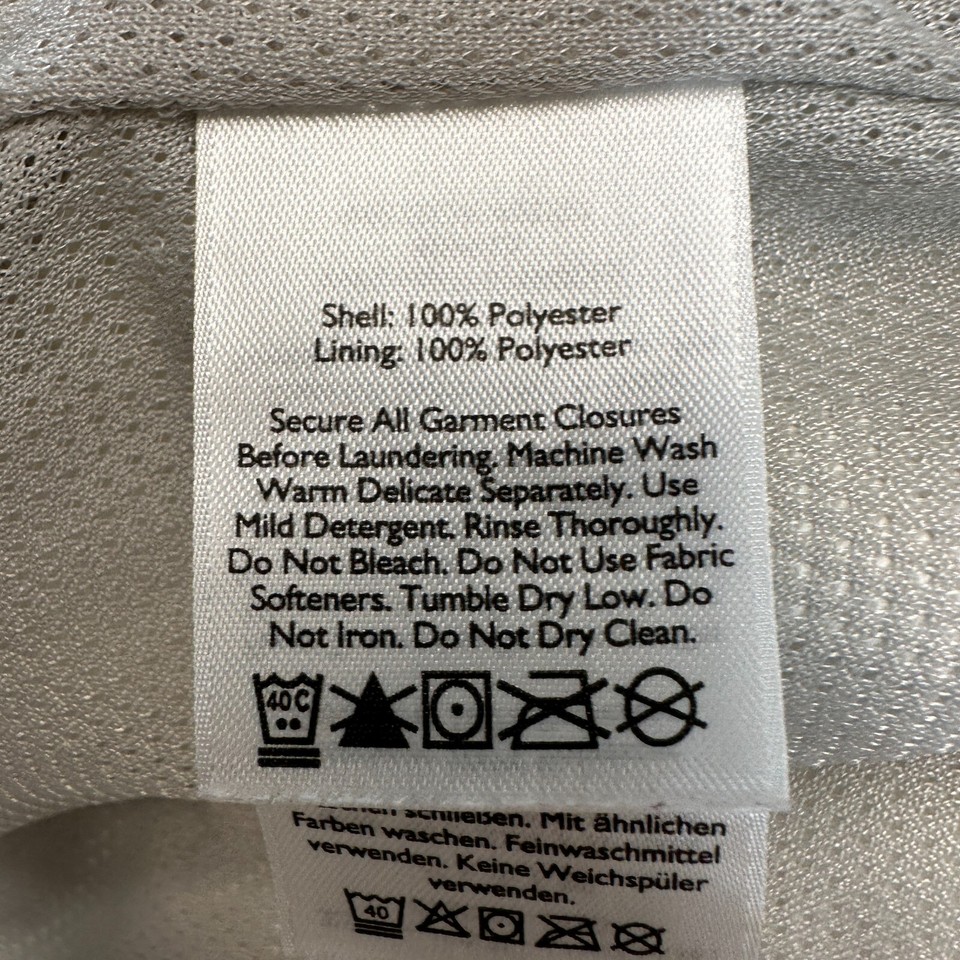 Shell: 100% Polyester
Lining: 100% Polyester
Secure All Garment Closures
Before Laundering. Machine Wash
Warm Delicate Separately. Use
Mild Detergent. Rinse Thoroughly.
Do Not Bleach. Do Not Use Fabric
Softeners. Tumble Dry Low. Do
Not Iron. Do Not Dry Clean.
40C
schließen. Mit ähnlichen
Farben waschen. Feinwaschmittel
verwenden. Keine Weichspüler
verwenden.
40